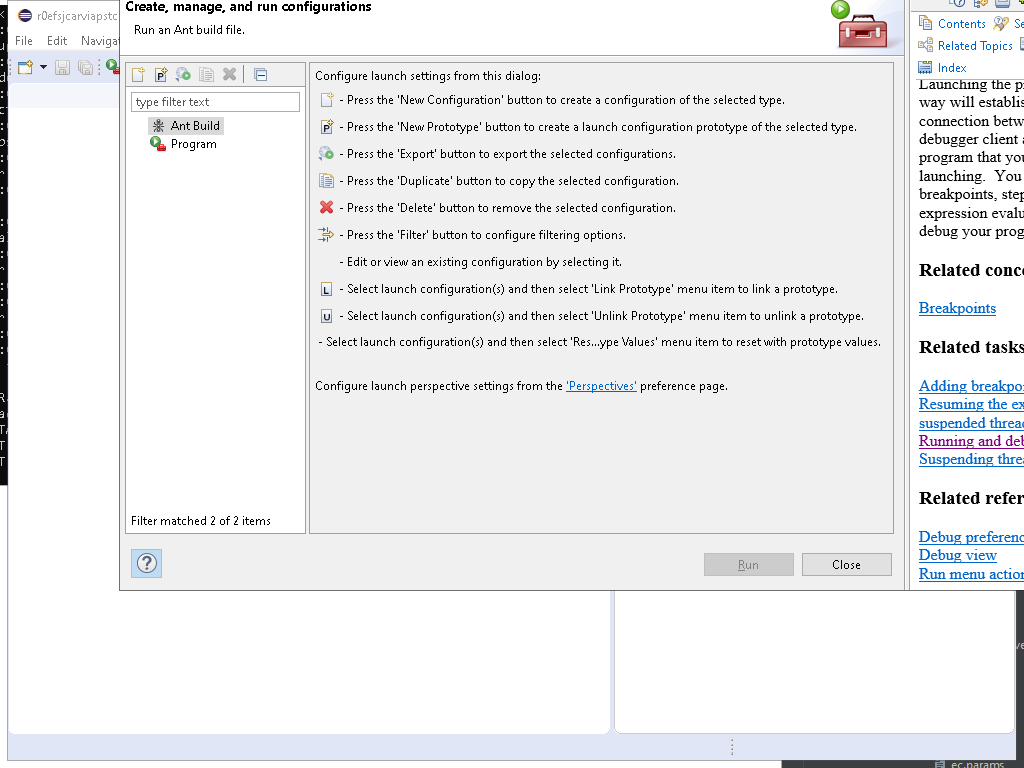 r0efsjcarviapstc
File Edit Navig
Create, manage, and run configurations
Run an Ant build file.
type filter text
Ant Build
Program
Filter matched 2 of 2 items
Configure launch settings from this dialog:
- Press the 'New Configuration' button to create a configuration of the selected type.
P - Press the 'New Prototype' button to create a launch configuration prototype of the selected type.
- Press the 'Export' button to export the selected configurations.
- Press the 'Duplicate' button to copy the selected configuration.
- Press the 'Delete' button to remove the selected configuration.
- Press the 'Filter' button to configure filtering options.
- Edit or view an existing configuration by selecting it.
L - Select launch configuration(s) and then select 'Link Prototype' menu item to link a prototype.
U - Select launch configuration(s) and then select 'Unlink Prototype' menu item to unlink a prototype.
- Select launch configuration(s) and then select 'Res...ype Values' menu item to reset with prototype values.
Configure launch perspective settings from the 'Perspectives' preference page.
?
Run
Close
Contents Se
Related Topics
Index
Launching the p
way will establis
connection betw
debugger client
program that you
launching. You
breakpoints, step
expression evalu
debug your prog
Related conce
Breakpoints
Related tasks
Adding breakpo
Resuming the ex
suspended threa
Running and deb
Suspending thre
Related refer
Debug preferenc
Debug view
Run menu action
ec.params